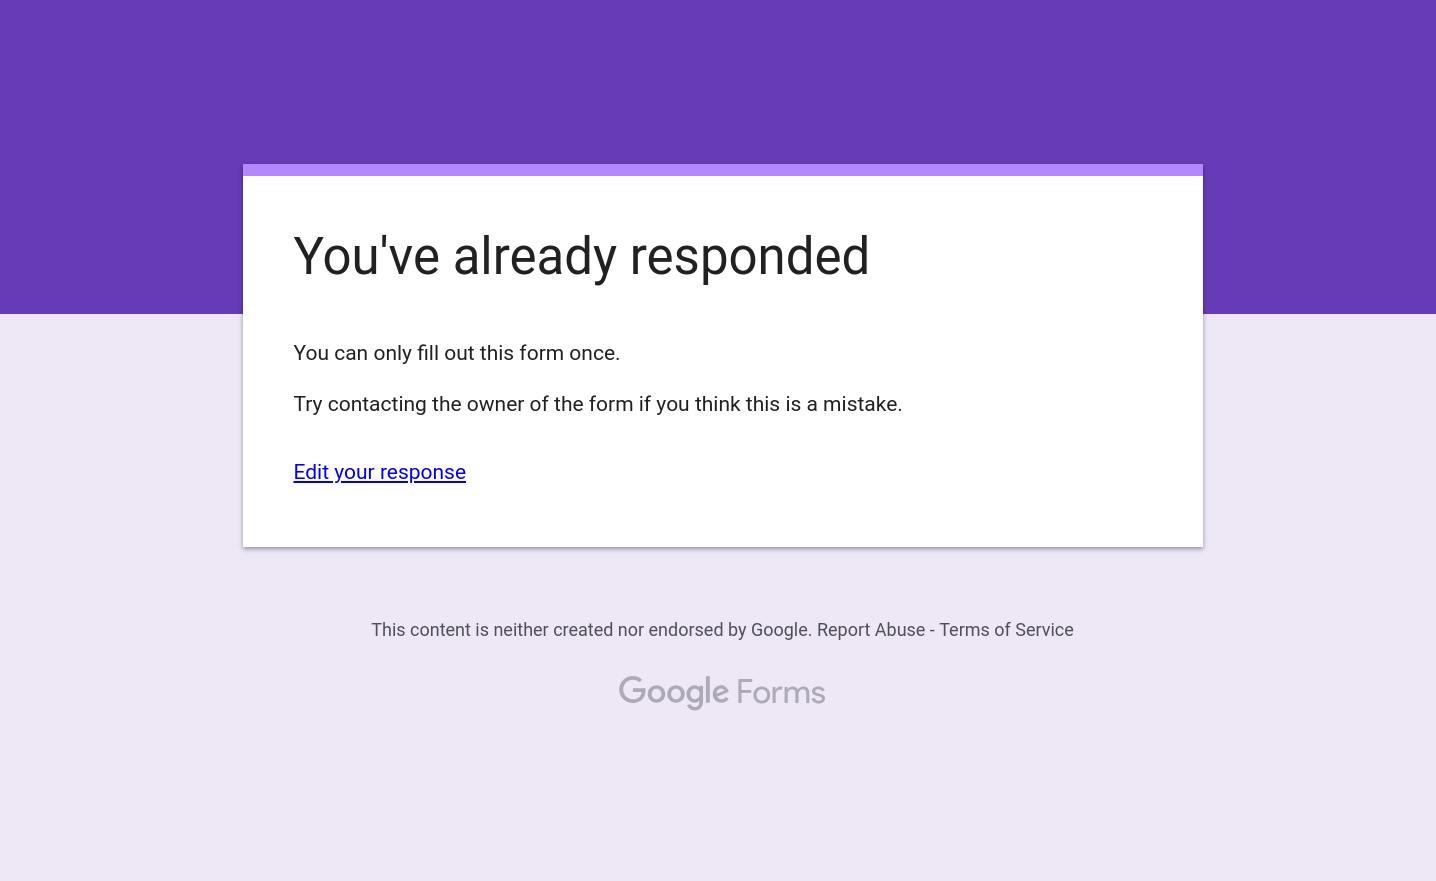 You've already responded
You can only fill out this form once.
Try contacting the owner of the form if you think this is a mistake.
Edit your response
This content is neither created nor endorsed by Google. Report Abuse - Terms of Service
Google Forms